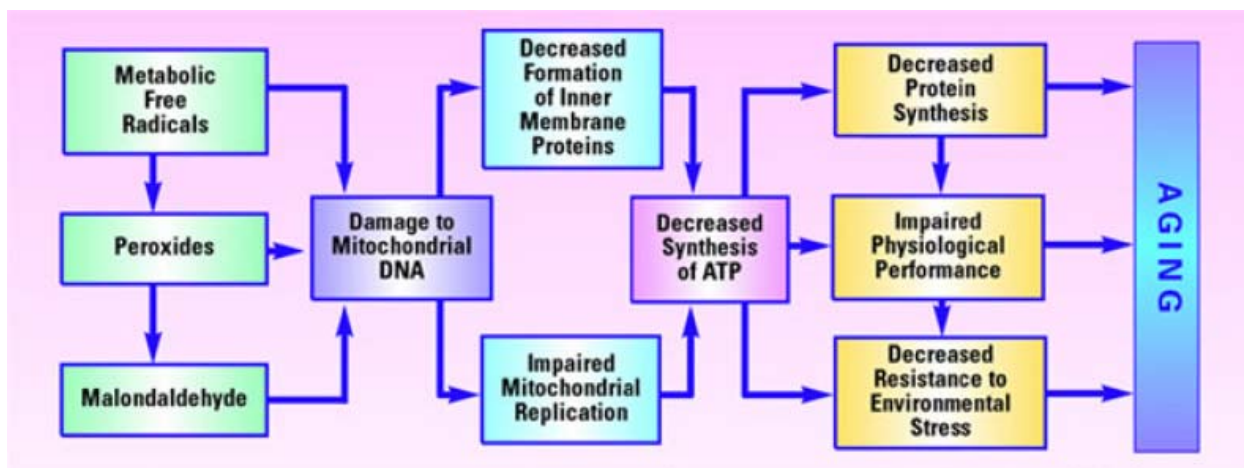 Metabolic
Free
Radicals
Peroxides
Malondaldehyde
Damage to
Mitochondrial
DNA
Decreased
Formation
of Inner
Membrane
Proteins
Impaired
Mitochondrial
Replication
Decreased
Synthesis
of ATP
Decreased
Protein
Synthesis
Impaired
Physiological
Performance
Decreased
Resistance to
Environmental
Stress
AGING